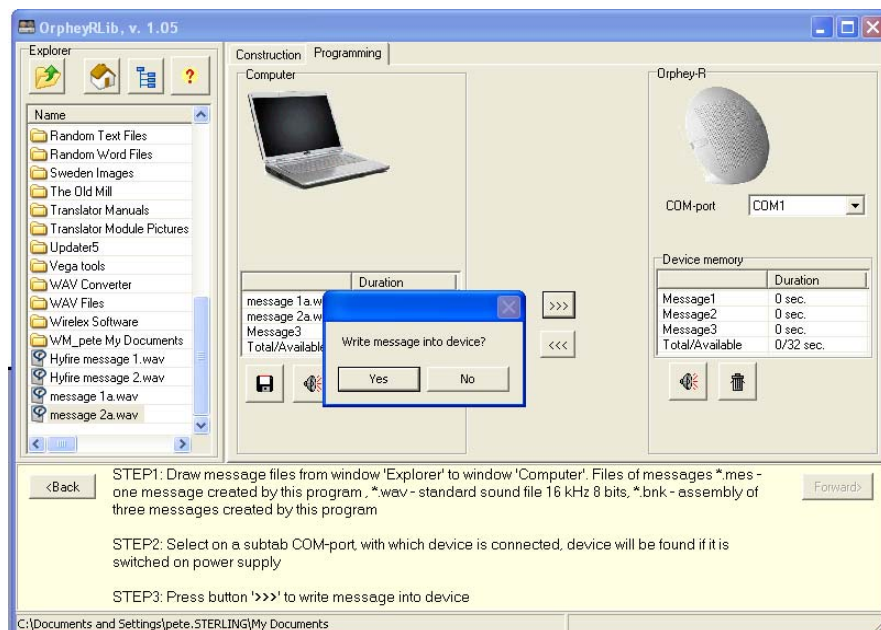 OrpheyRLib, v. 1.05
Explorer
?
Name
Random Text Files
Random Word Files
Sweden Images
The Old Mill
Translator Manuals
Translator Module Pictures
Updater5
Vega tools
WAV Converter
WAV Files
Wirelex Software
WM_pete My Documents
Hyfire message 1.wav
Hyfire message 2.wav
message 1a.wav
message 2a.wav
Construction Programming
Computer
Duration
message 1a.w
message 2a.w
Message3
Total/Available
Write message into device?
Yes No
>>>
<<<
Orphey-R
COM-port COM1
Device memory
Duration
Message1 0 sec.
Message2 0 sec.
Message3 0 sec.
Total/Available 0/32 sec.
<Back
STEP1: Draw message files from window 'Explorer' to window 'Computer'. Files of messages *.mes -
one message created by this program , *.wav - standard sound file 16 kHz 8 bits, *.bnk - assembly of
three messages created by this program
STEP2: Select on a subtab COM-port, with which device is connected, device will be found if it is
switched on power supply
STEP3: Press button '>>>' to write message into device
Forward>
C:\Documents and Settings\pete.STERLING\My Documents